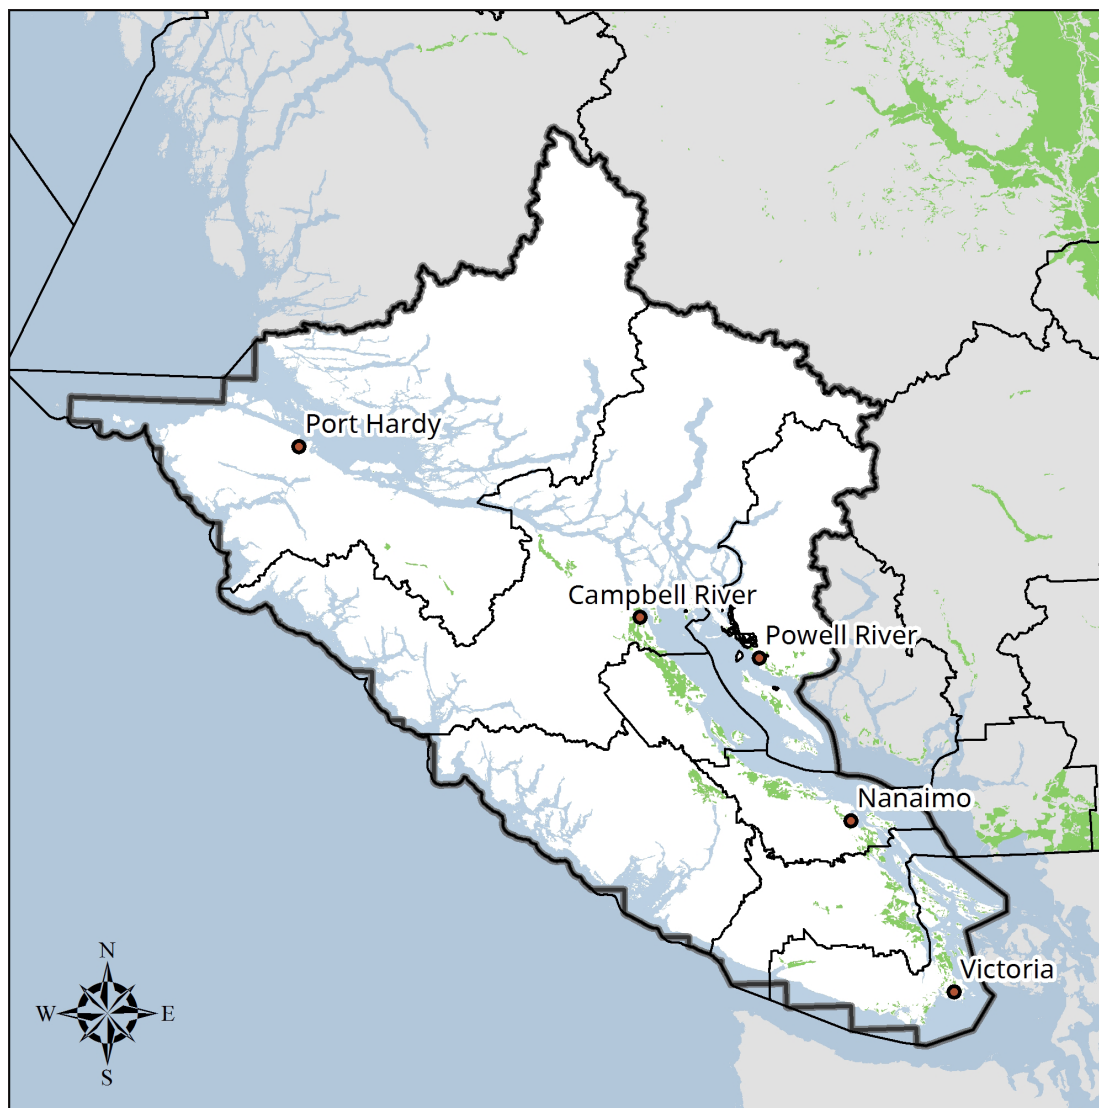 Port Hardy
Campbell River
Powell River
Nanaimo
Victoria
N
W E
S